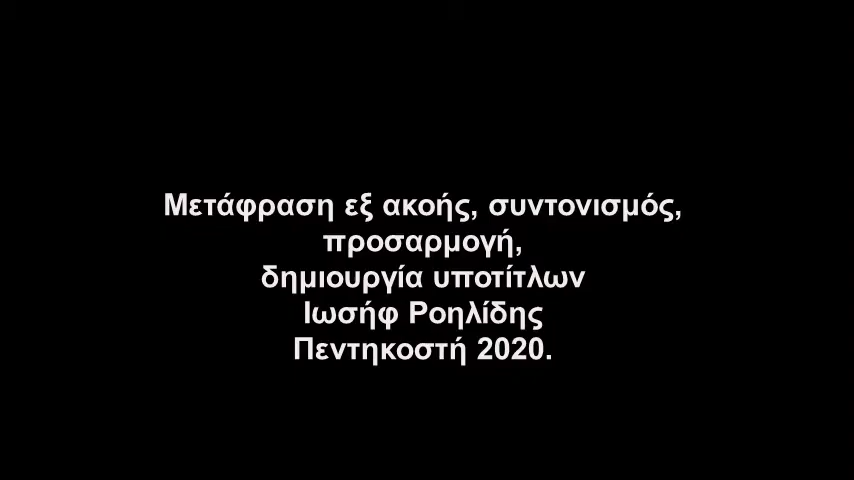 Μετάφραση εξ ακοής, συντονισμός,
προσαρμογή,
δημιουργία υποτίτλων
Ιωσήφ Ροηλίδης
Πεντηκοστή 2020.